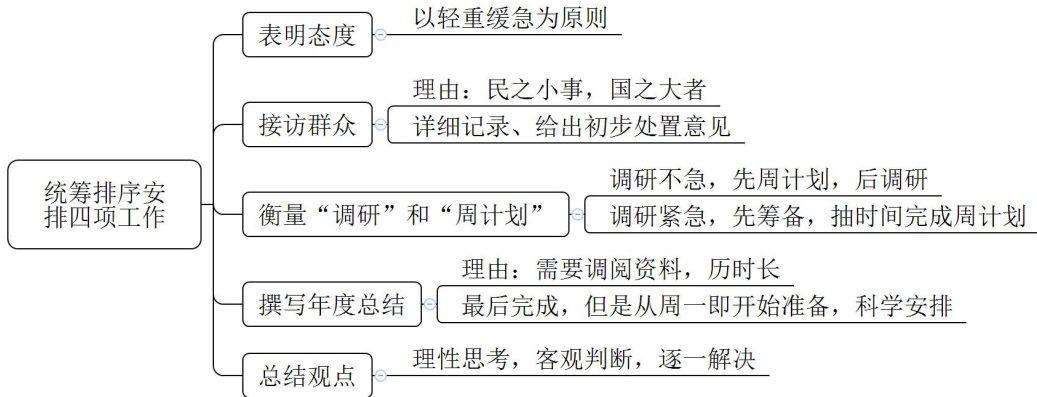 统筹排序安
排四项工作
表明态度
以轻重缓急为原则
接访群众
理由：民之小事，国之大者
详细记录、给出初步处置意见
衡量“调研”和“周计划”
调研不急，先周计划，后调研
调研紧急，先筹备，抽时间完成周计划
撰写年度总结
理由：需要调阅资料，历时长
最后完成，但是从周一即开始准备，科学安排
总结观点
理性思考，客观判断，逐一解决